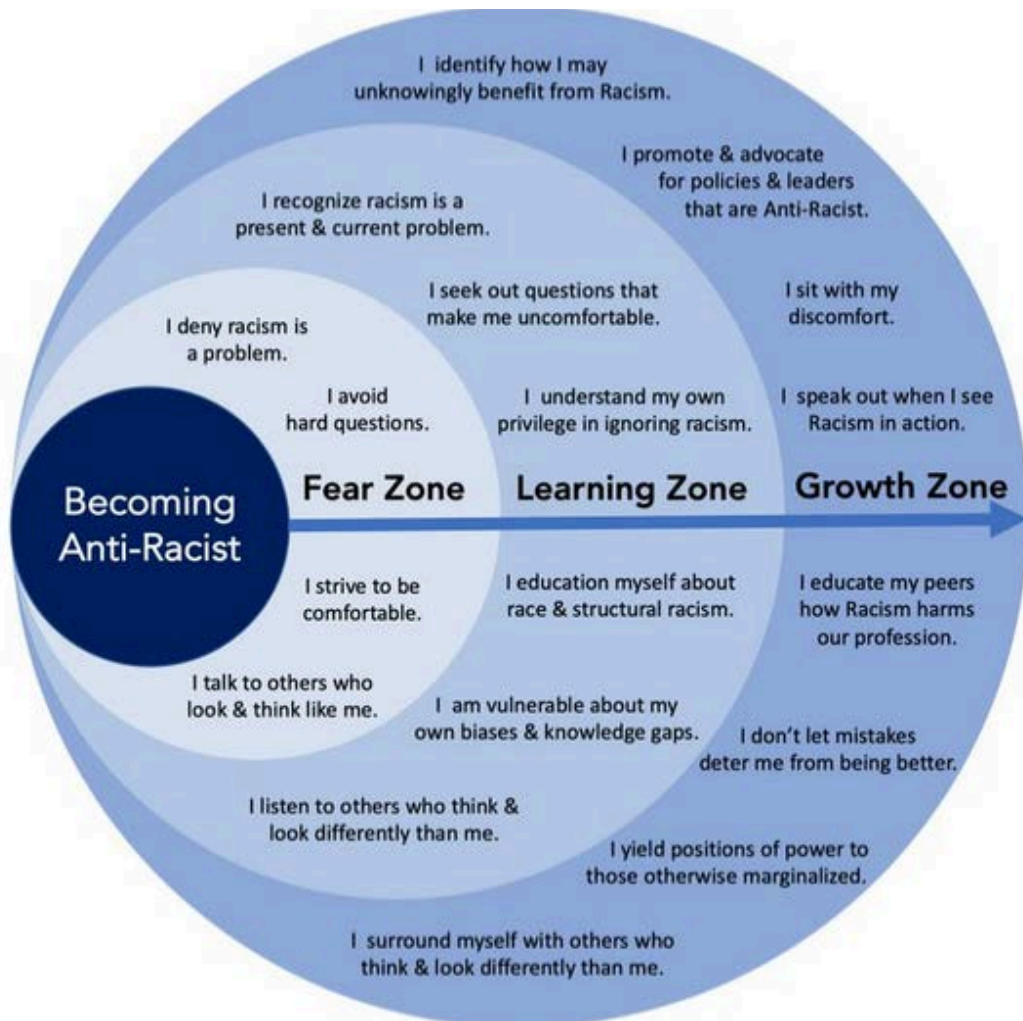 I identify how I may
unknowingly benefit from Racism.
I promote & advocate
for policies & leaders
that are Anti-Racist.
I recognize racism is a
present & current problem.
I seek out questions that
make me uncomfortable.
I sit with my
discomfort.
I deny racism is
a problem.
I avoid
hard questions.
I understand my own
privilege in ignoring racism.
I speak out when I see
Racism in action.
Becoming
Anti-Racist
Fear Zone
Learning Zone
Growth Zone
I strive to be
comfortable.
I education myself about
race & structural racism.
I educate my peers
how Racism harms
our profession.
I talk to others who
look & think like me.
I am vulnerable about my
own biases & knowledge gaps.
I don't let mistakes
deter me from being better.
I listen to others who think &
look differently than me.
I yield positions of power to
those otherwise marginalized.
I surround myself with others who
think & look differently than me.